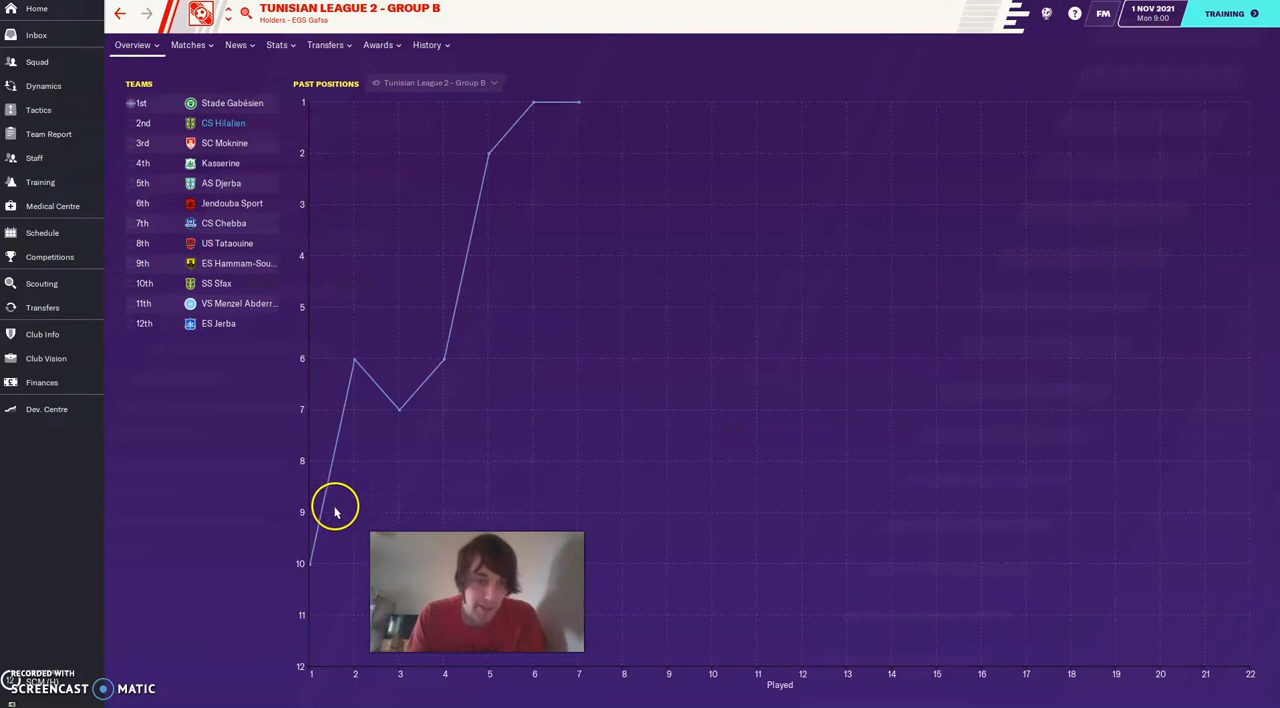 Home
TUNISIAN LEAGUE 2 - GROUP B
Holders - EGS Gafsa
FM
1 NOV 2021
Mon 9:00
TRAINING
Inbox
Squad
Dynamics
Tactics
Team Report
Staff
Training
Medical Centre
Schedule
Competitions
Scouting
Transfers
Club Info
Club Vision
Finances
Dev. Centre
Overview Matches News Stats Transfers Awards History
TEAMS
1st Stade Gabésien
2nd CS Hilalien
3rd SC Moknine
4th Kasserine
5th AS Djerba
6th Jendouba Sport
7th CS Chebba
8th US Tataouine
9th ES Hammam-Sou...
10th SS Sfax
11th VS Menzel Abderr...
12th ES Jerba
PAST POSITIONS Tunisian League 2 - Group B
1
2
3
4
5
6
7
8
9
10
11
12
1 2 3 4 5 6 7 8 9 10 11 12 13 14 15 16 17 18 19 20 21 22
Played
RECORDED WITH
SCREENCAST MATIC